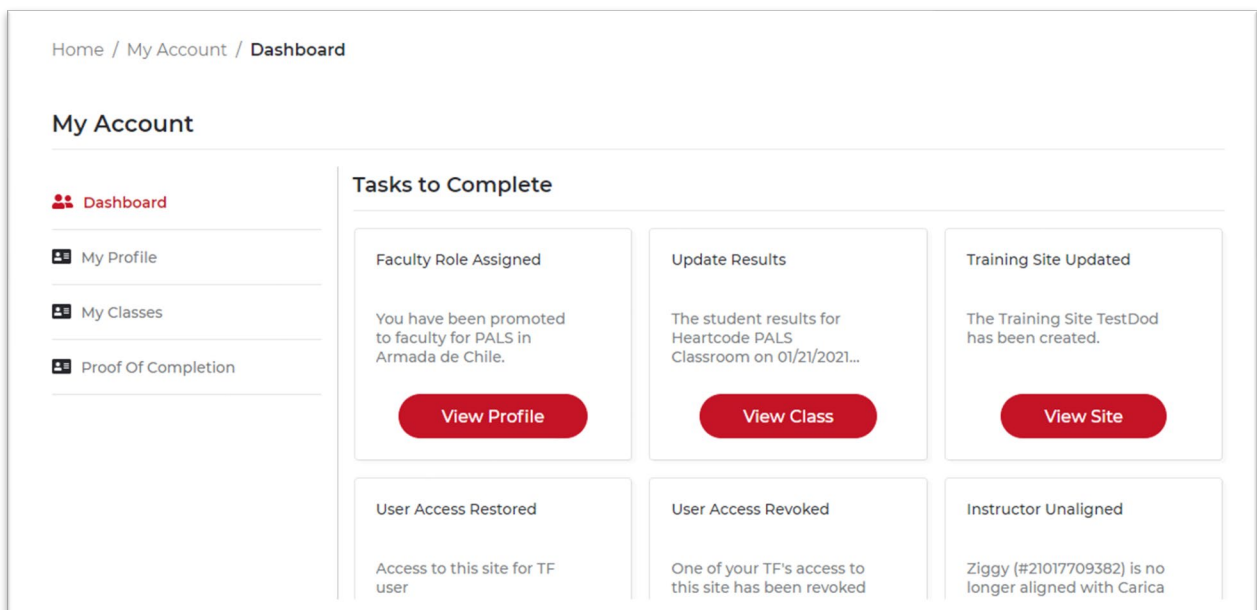 Home / My Account / Dashboard
My Account
Dashboard
My Profile
My Classes
Proof Of Completion
Tasks to Complete
Faculty Role Assigned
You have been promoted
to faculty for PALS in
Armada de Chile.
View Profile
Update Results
The student results for
Heartcode PALS
Classroom on 01/21/2021...
View Class
Training Site Updated
The Training Site TestDod
has been created.
View Site
User Access Restored
Access to this site for TF
user
User Access Revoked
One of your TF's access to
this site has been revoked
Instructor Unaligned
Ziggy (#21017709382) is no
longer aligned with Carica